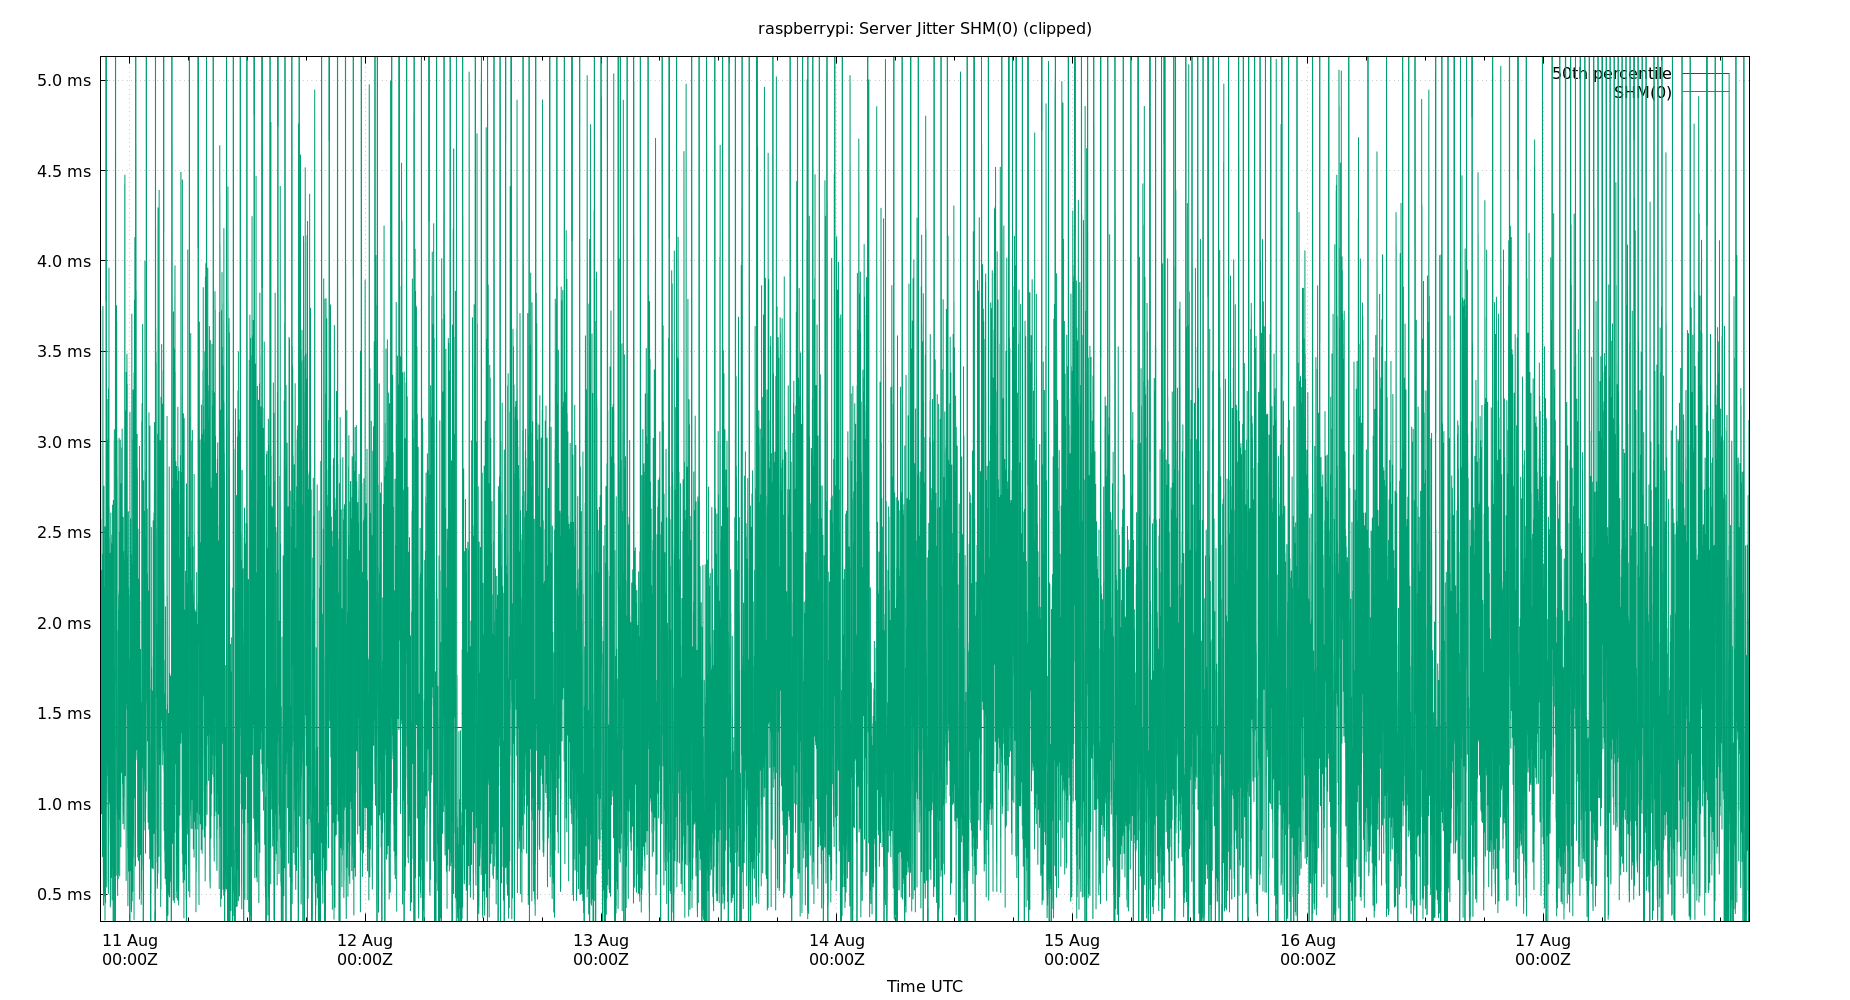 raspberrypi: Server Jitter SHM(0) (clipped)
50th percentile
SHM(0)
5.0 ms
4.5 ms
4.0 ms
3.5 ms
3.0 ms
2.5 ms
2.0 ms
1.5 ms
1.0 ms
0.5 ms
11 Aug 12 Aug 13 Aug 14 Aug 15 Aug 16 Aug 17 Aug
00:00Z 00:00Z 00:00Z 00:00Z 00:00Z 00:00Z 00:00Z
Time UTC